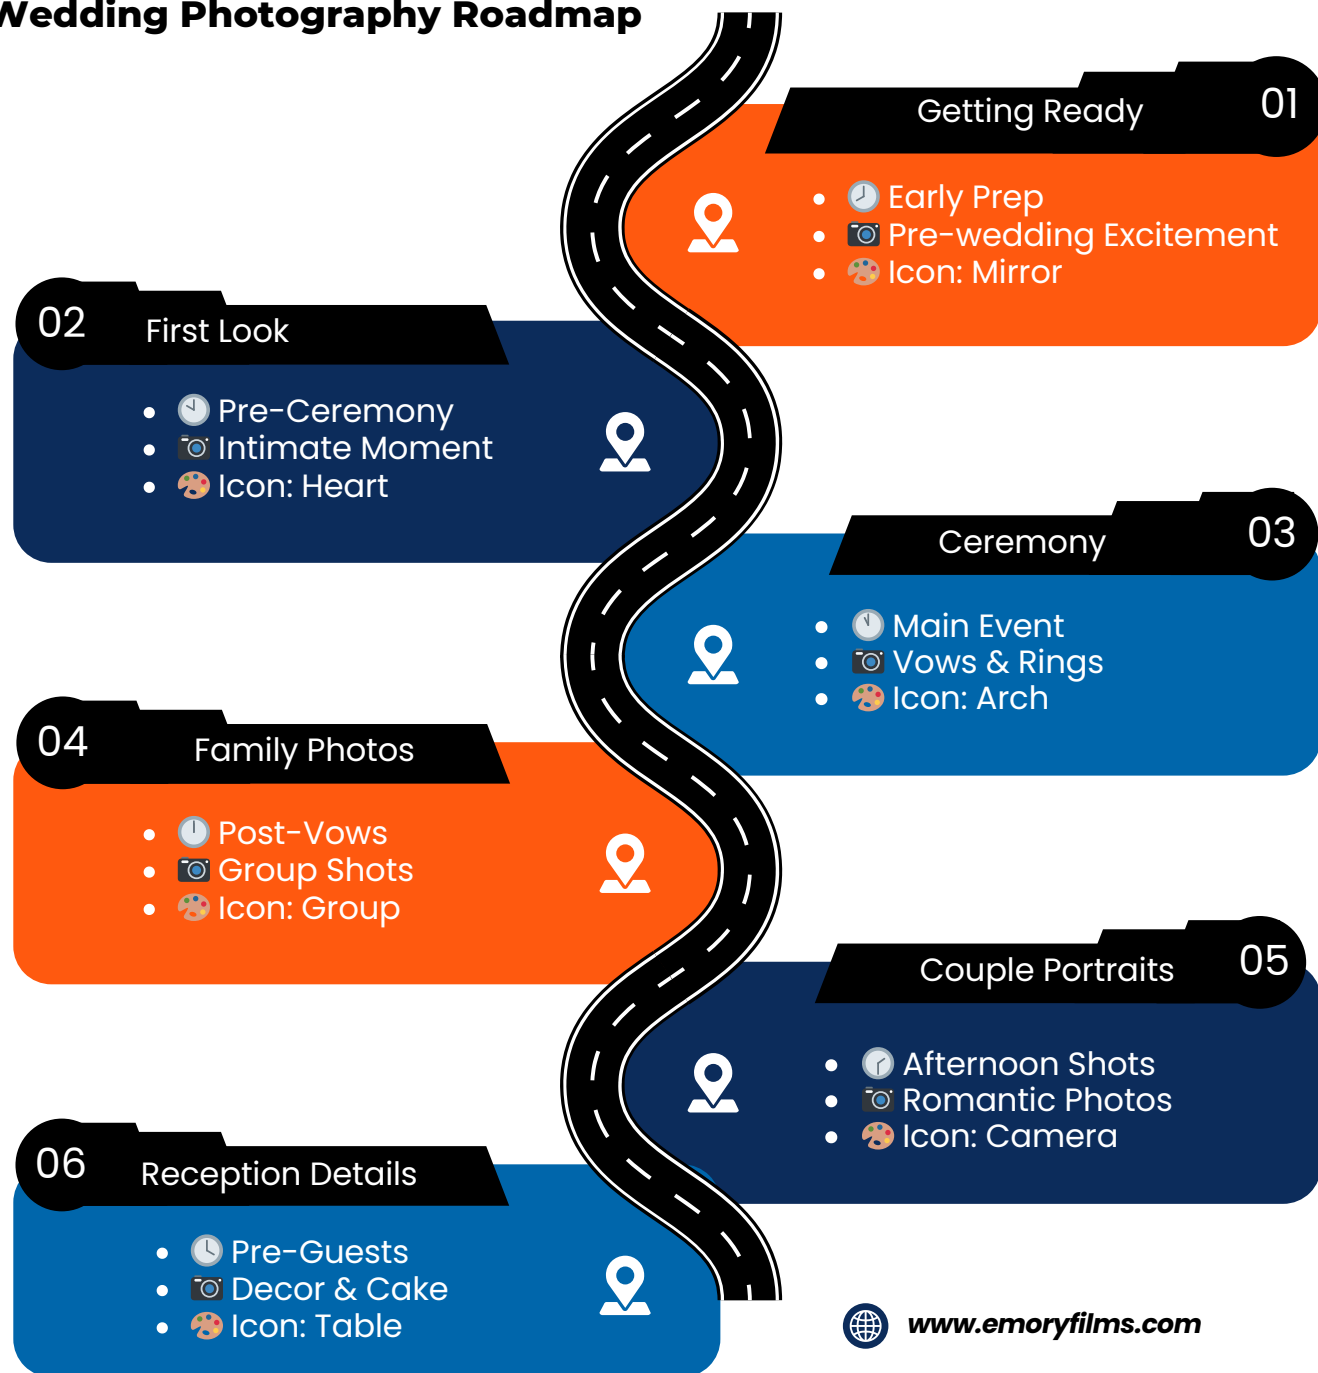 Wedding Photography Roadmap
Getting Ready
01
Early Prep
Pre-wedding Excitement
Icon: Mirror
02
First Look
Pre-Ceremony
Intimate Moment
Icon: Heart
Ceremony
03
Main Event
Vows & Rings
Icon: Arch
04
Family Photos
Post-Vows
Group Shots
Icon: Group
Couple Portraits
05
Afternoon Shots
Romantic Photos
Icon: Camera
06
Reception Details
Pre-Guests
Decor & Cake
Icon: Table
www.emoryfilms.com